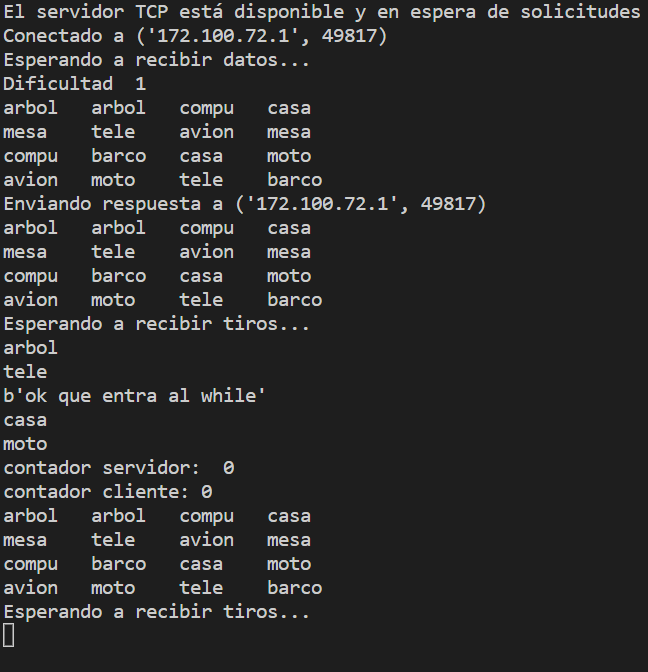 El servidor TCP está disponible y en espera de solicitudes
Conectado a ('172.100.72.1', 49817)
Esperando a recibir datos...
Dificultad  1
arbol   arbol   compu   casa
mesa    tele    avion   mesa
compu   barco   casa    moto
avion   moto    tele    barco
Enviando respuesta a ('172.100.72.1', 49817)
arbol   arbol   compu   casa
mesa    tele    avion   mesa
compu   barco   casa    moto
avion   moto    tele    barco
Esperando a recibir tiros...
arbol
tele
b'ok que entra al while'
casa
moto
contador servidor:  0
contador cliente: 0
arbol   arbol   compu   casa
mesa    tele    avion   mesa
compu   barco   casa    moto
avion   moto    tele    barco
Esperando a recibir tiros...